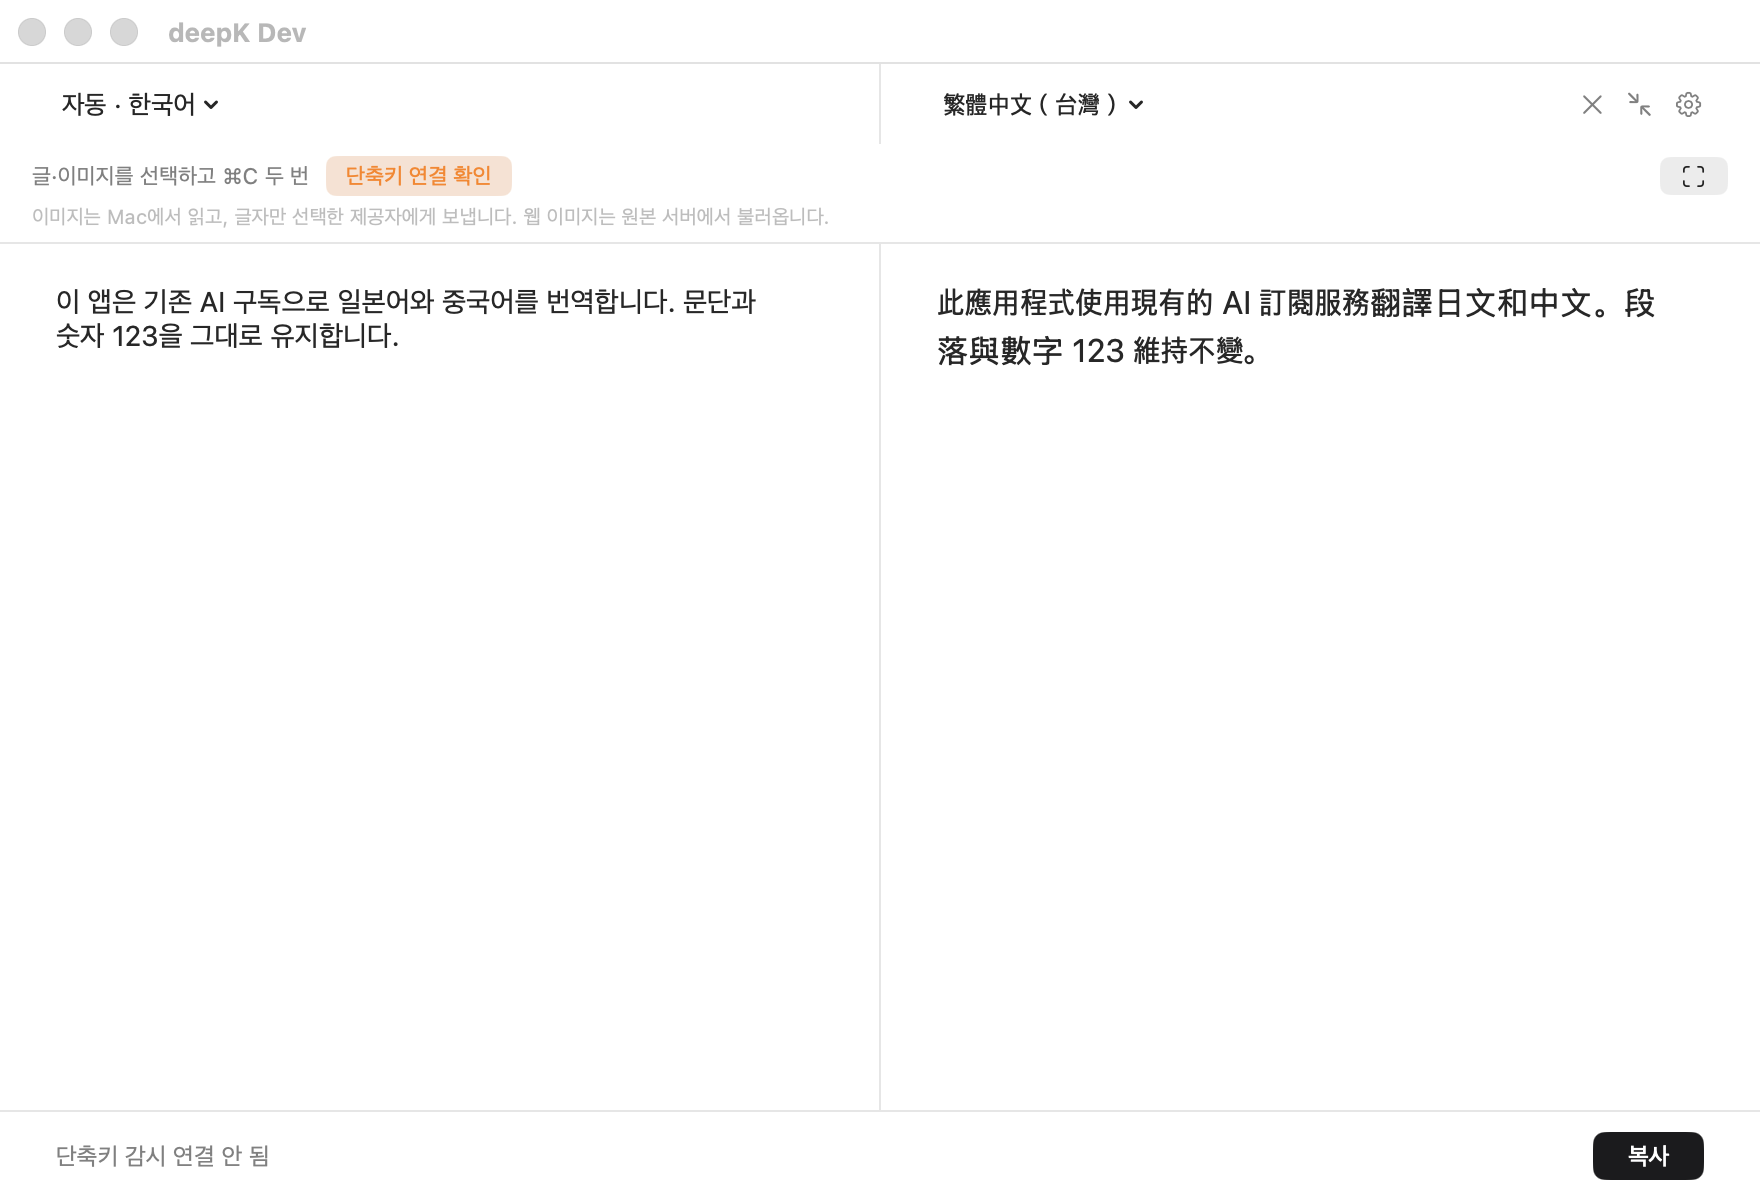 deepK Dev
자동 · 한국어
繁體中文（台灣）
글·이미지를 선택하고 ⌘C 두 번
단축키 연결 확인
이미지는 Mac에서 읽고, 글자만 선택한 제공자에게 보냅니다. 웹 이미지는 원본 서버에서 불러옵니다.
이 앱은 기존 AI 구독으로 일본어와 중국어를 번역합니다. 문단과
숫자 123을 그대로 유지합니다.
此應用程式使用現有的 AI 訂閱服務翻譯日文和中文。段
落與數字 123 維持不變。
단축키 감시 연결 안 됨
복사